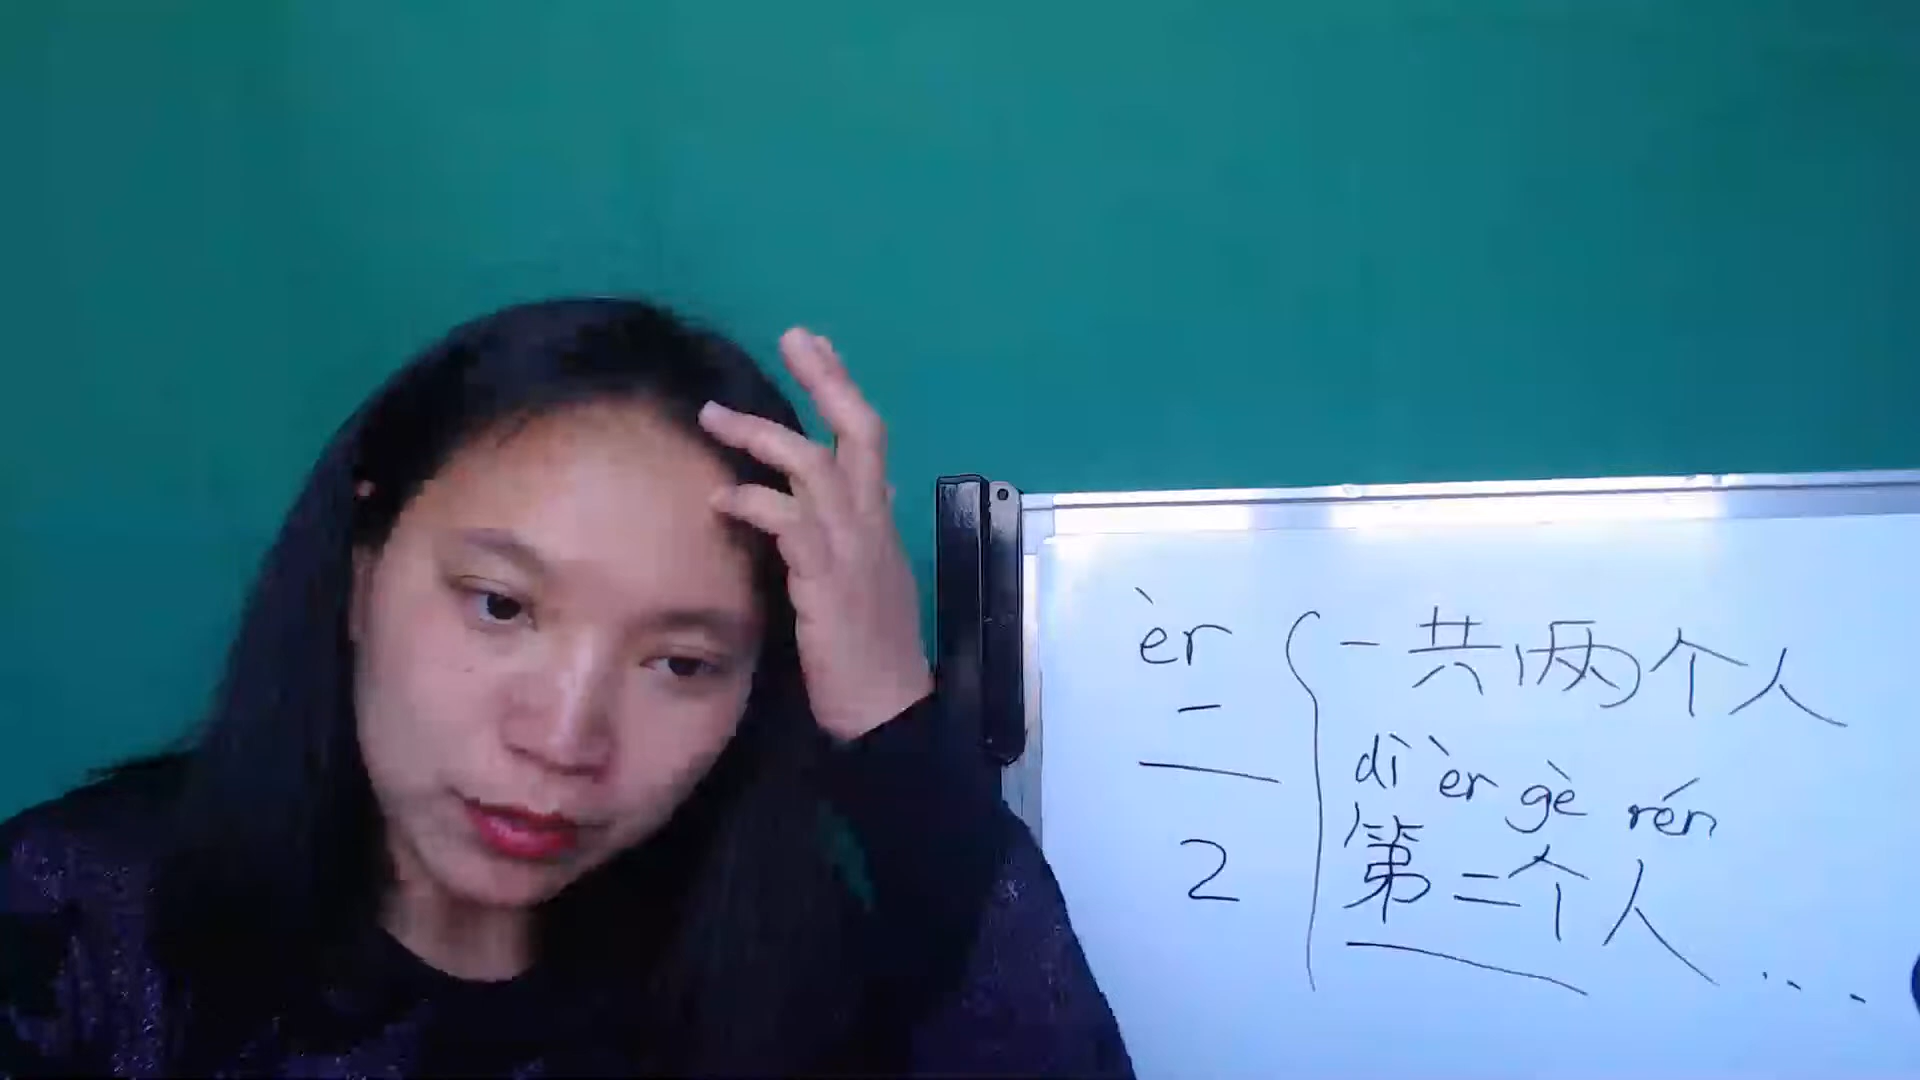 èr
二
2
一共两个人
dì èr gè rén
第二个人...